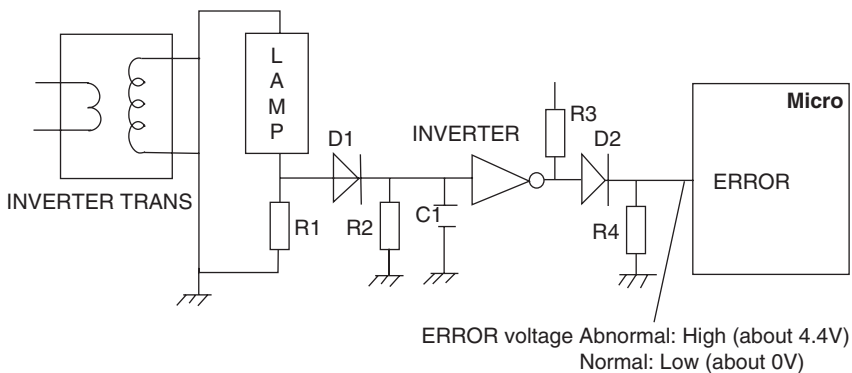 LAMP
INVERTER TRANS
R1
D1
R2
C1
INVERTER
R3
D2
R4
Micro
ERROR
ERROR voltage Abnormal: High (about 4.4V)
Normal: Low (about 0V)